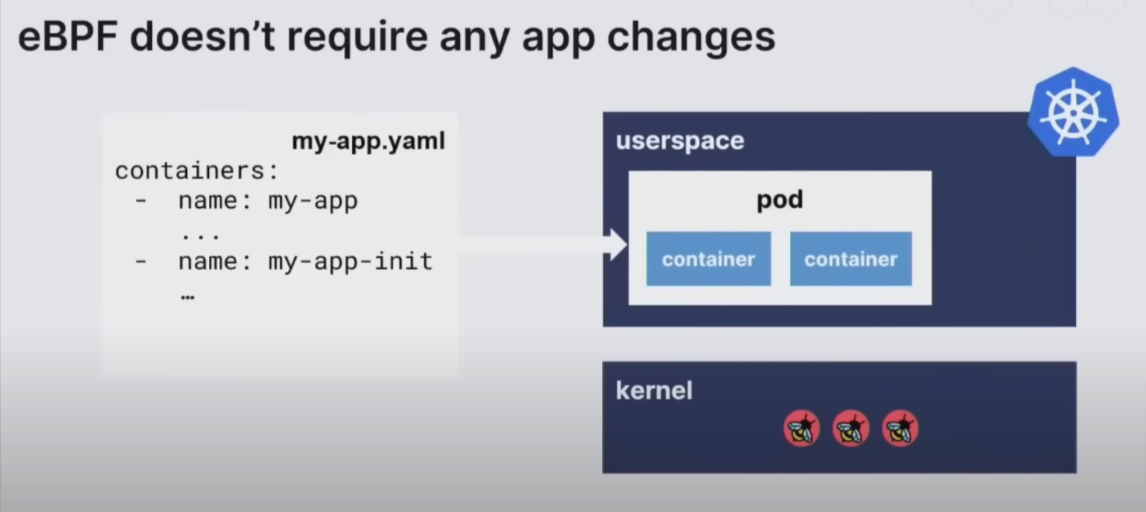 eBPF doesn't require any app changes
my-app.yaml
containers:
- name: my-app
...
- name: my-app-init
…
userspace
pod
container
container
kernel